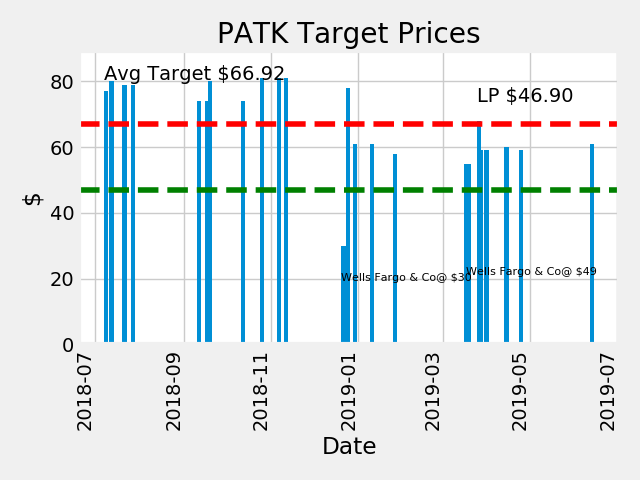 PATK Target Prices
Avg Target $66.92
LP $46.90
80
60
40
20
0
$
Wells Fargo & Co@ $30
Wells Fargo & Co@ $49
2018-07
2018-09
2018-11
2019-01
2019-03
2019-05
2019-07
Date